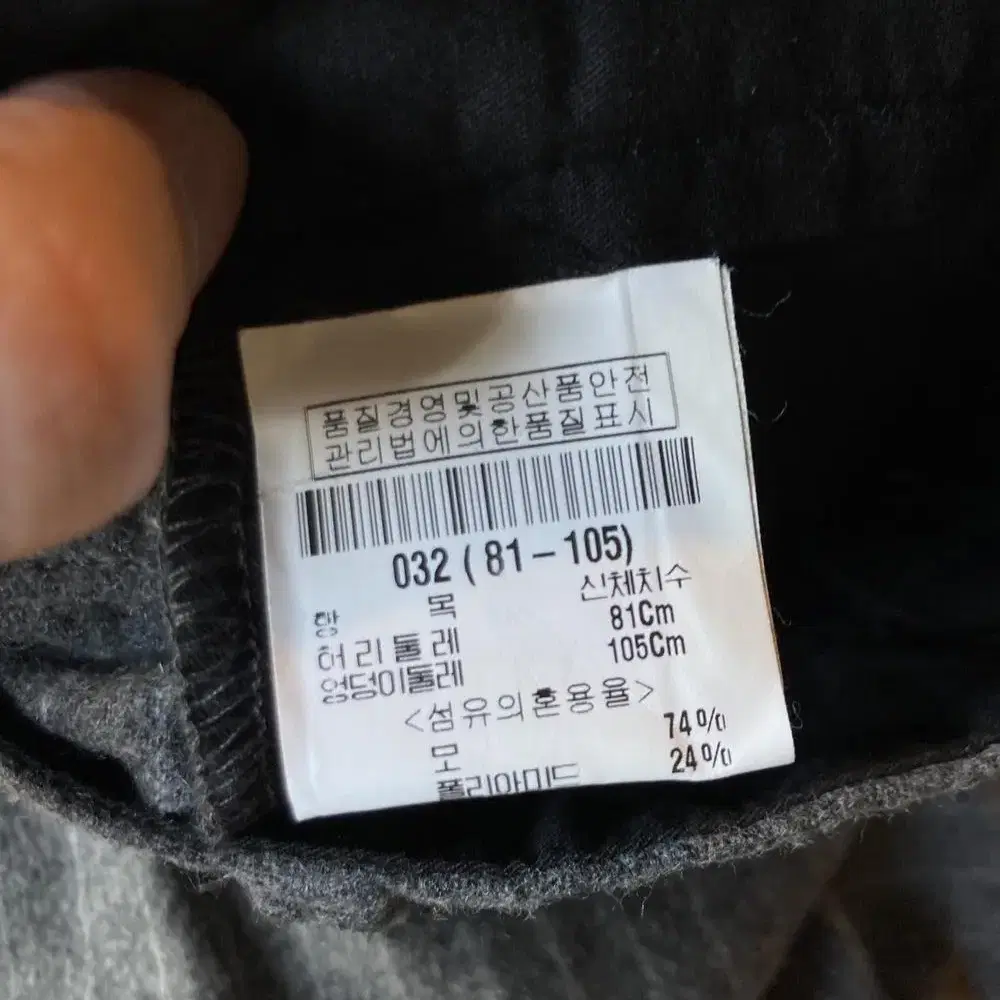 품질경영및공산품안전
관리법에의한품질표시
032 ( 81 - 105)
항 목 신체치수
허리둘레 81Cm
엉덩이둘레 105Cm
<섬유의혼용율>
모 74%
폴리아미드 24%